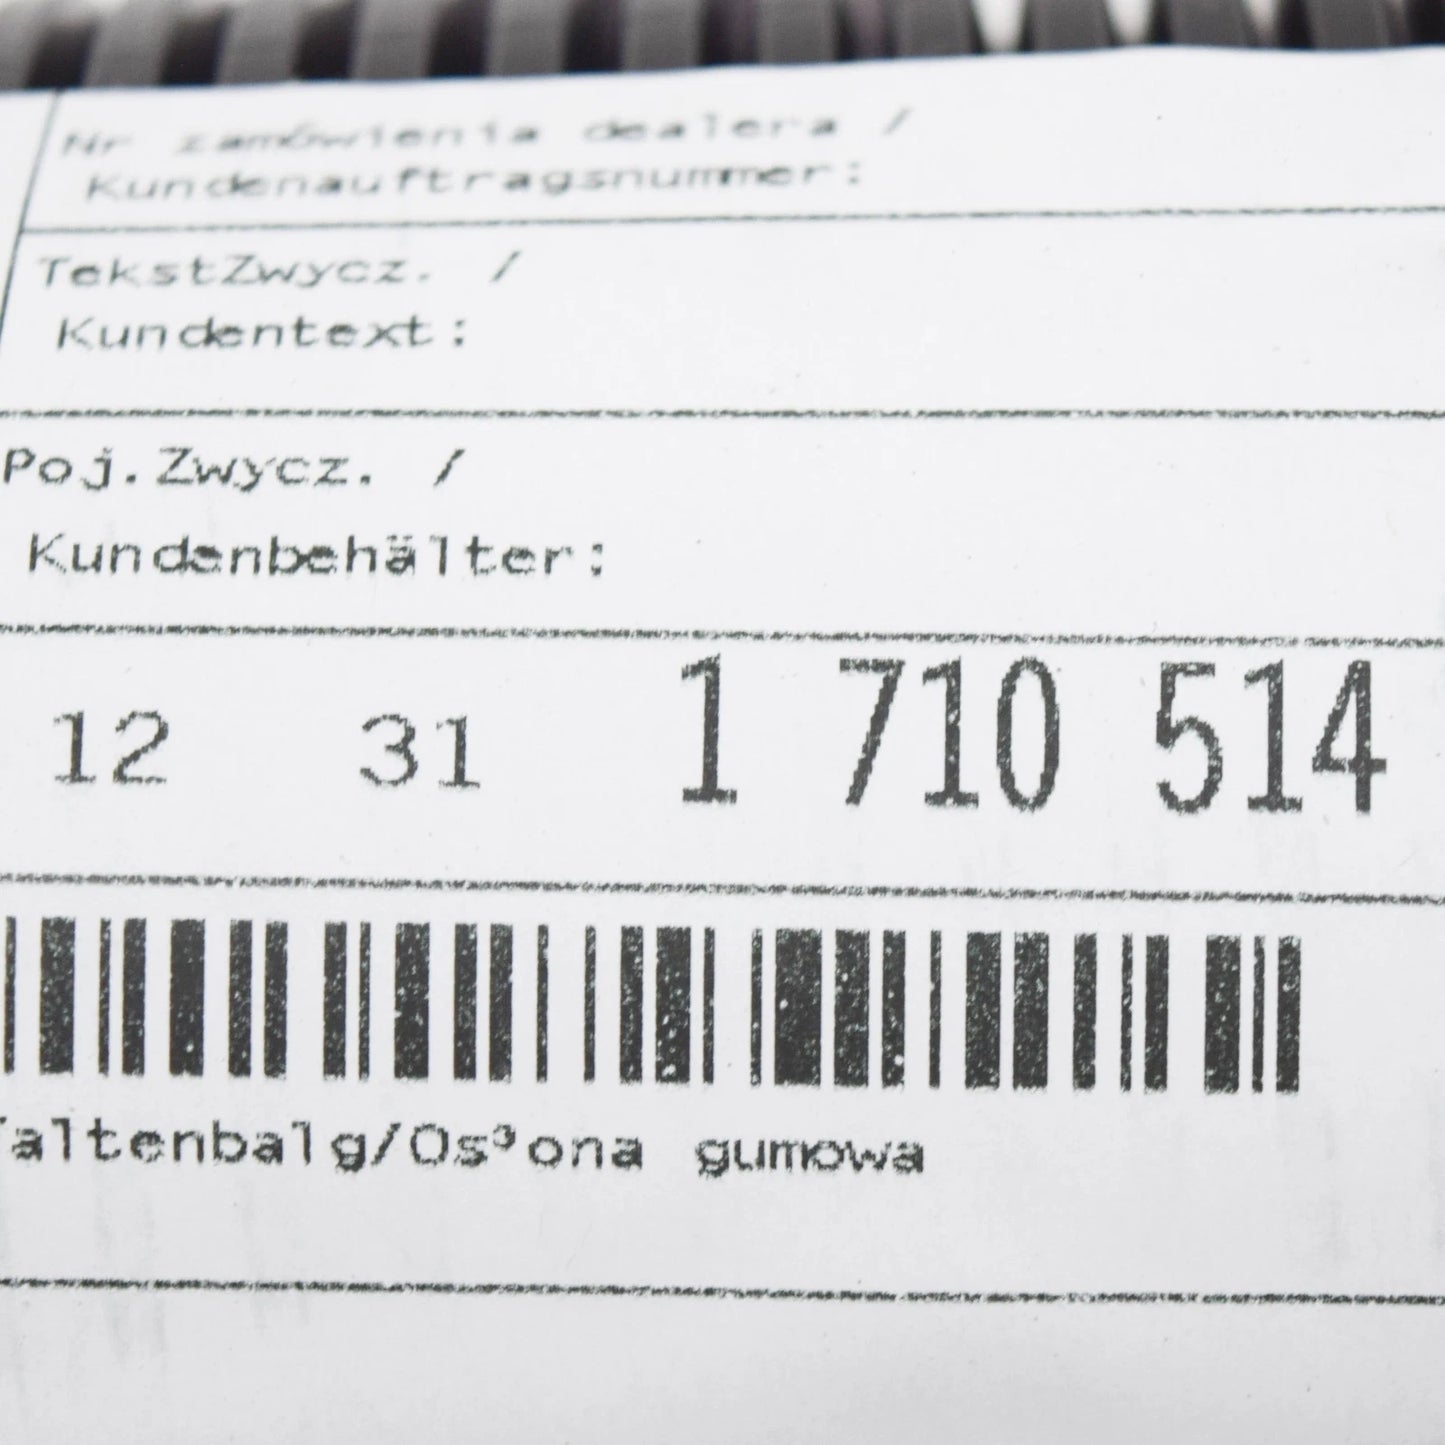 Nr zamówienia dealera /
Kundenauftragsnummer:
TekstZwycz. /
Kundentext:
Poj.Zwycz. /
Kundenbehälter:
12 31 1 710 514
faltenbalg/Os³ona gumowa